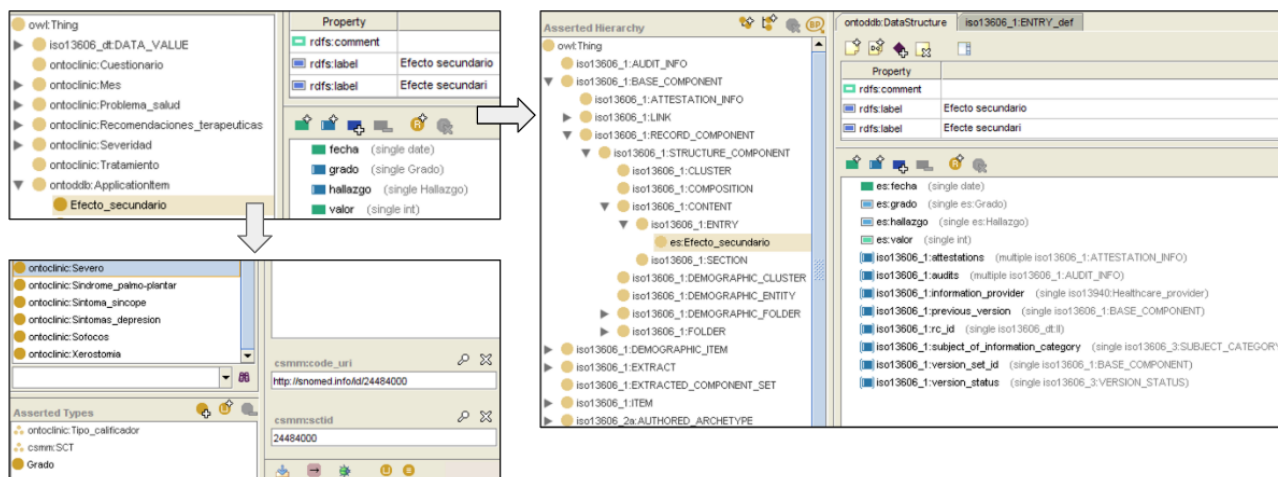 owl:Thing
iso13606_dt:DATA_VALUE
ontoclinic:Cuestionario
ontoclinic:Mes
ontoclinic:Problema_salud
ontoclinic:Recomendaciones_terapeuticas
ontoclinic:Severidad
ontoclinic:Tratamiento
ontoddb:ApplicationItem
Efecto_secundario
Property
rdfs:comment
rdfs:label Efecto secundario
rdfs:label Efecte secundari
fecha (single date)
grado (single Grado)
hallazgo (single Hallazgo)
valor (single int)
ontoclinic:Severo
ontoclinic:Sindrome_palmo-plantar
ontoclinic:Sintoma_sincope
ontoclinic:Sintomas_depresion
ontoclinic:Sofocos
ontoclinic:Xerostomia
Asserted Types
ontoclinic:Tipo_calificador
csmm:SCT
Grado
csmm:code_uri
http://snomed.info/id/24484000
csmm:sctid
24484000
Asserted Hierarchy
owl:Thing
iso13606_1:AUDIT_INFO
iso13606_1:BASE_COMPONENT
iso13606_1:ATTESTATION_INFO
iso13606_1:LINK
iso13606_1:RECORD_COMPONENT
iso13606_1:STRUCTURE_COMPONENT
iso13606_1:CLUSTER
iso13606_1:COMPOSITION
iso13606_1:CONTENT
iso13606_1:ENTRY
es:Efecto_secundario
iso13606_1:SECTION
iso13606_1:DEMOGRAPHIC_CLUSTER
iso13606_1:DEMOGRAPHIC_ENTITY
iso13606_1:DEMOGRAPHIC_FOLDER
iso13606_1:FOLDER
iso13606_1:DEMOGRAPHIC_ITEM
iso13606_1:EXTRACT
iso13606_1:EXTRACTED_COMPONENT_SET
iso13606_1:ITEM
iso13606_2a:AUTHORED_ARCHETYPE
ontoddb:DataStructure iso13606_1:ENTRY_def
Property
rdfs:comment
rdfs:label Efecto secundario
rdfs:label Efecte secundari
es:fecha (single date)
es:grado (single es:Grado)
es:hallazgo (single es:Hallazgo)
es:valor (single int)
iso13606_1:attestations (multiple iso13606_1:ATTESTATION_INFO)
iso13606_1:audits (multiple iso13606_1:AUDIT_INFO)
iso13606_1:information_provider (single iso13940:Healthcare_provider)
iso13606_1:previous_version (single iso13606_1:BASE_COMPONENT)
iso13606_1:rc_id (single iso13606_dt:II)
iso13606_1:subject_of_information_category (single iso13606_3:SUBJECT_CATEGORY
iso13606_1:version_set_id (single iso13606_1:BASE_COMPONENT)
iso13606_1:version_status (single iso13606_3:VERSION_STATUS)